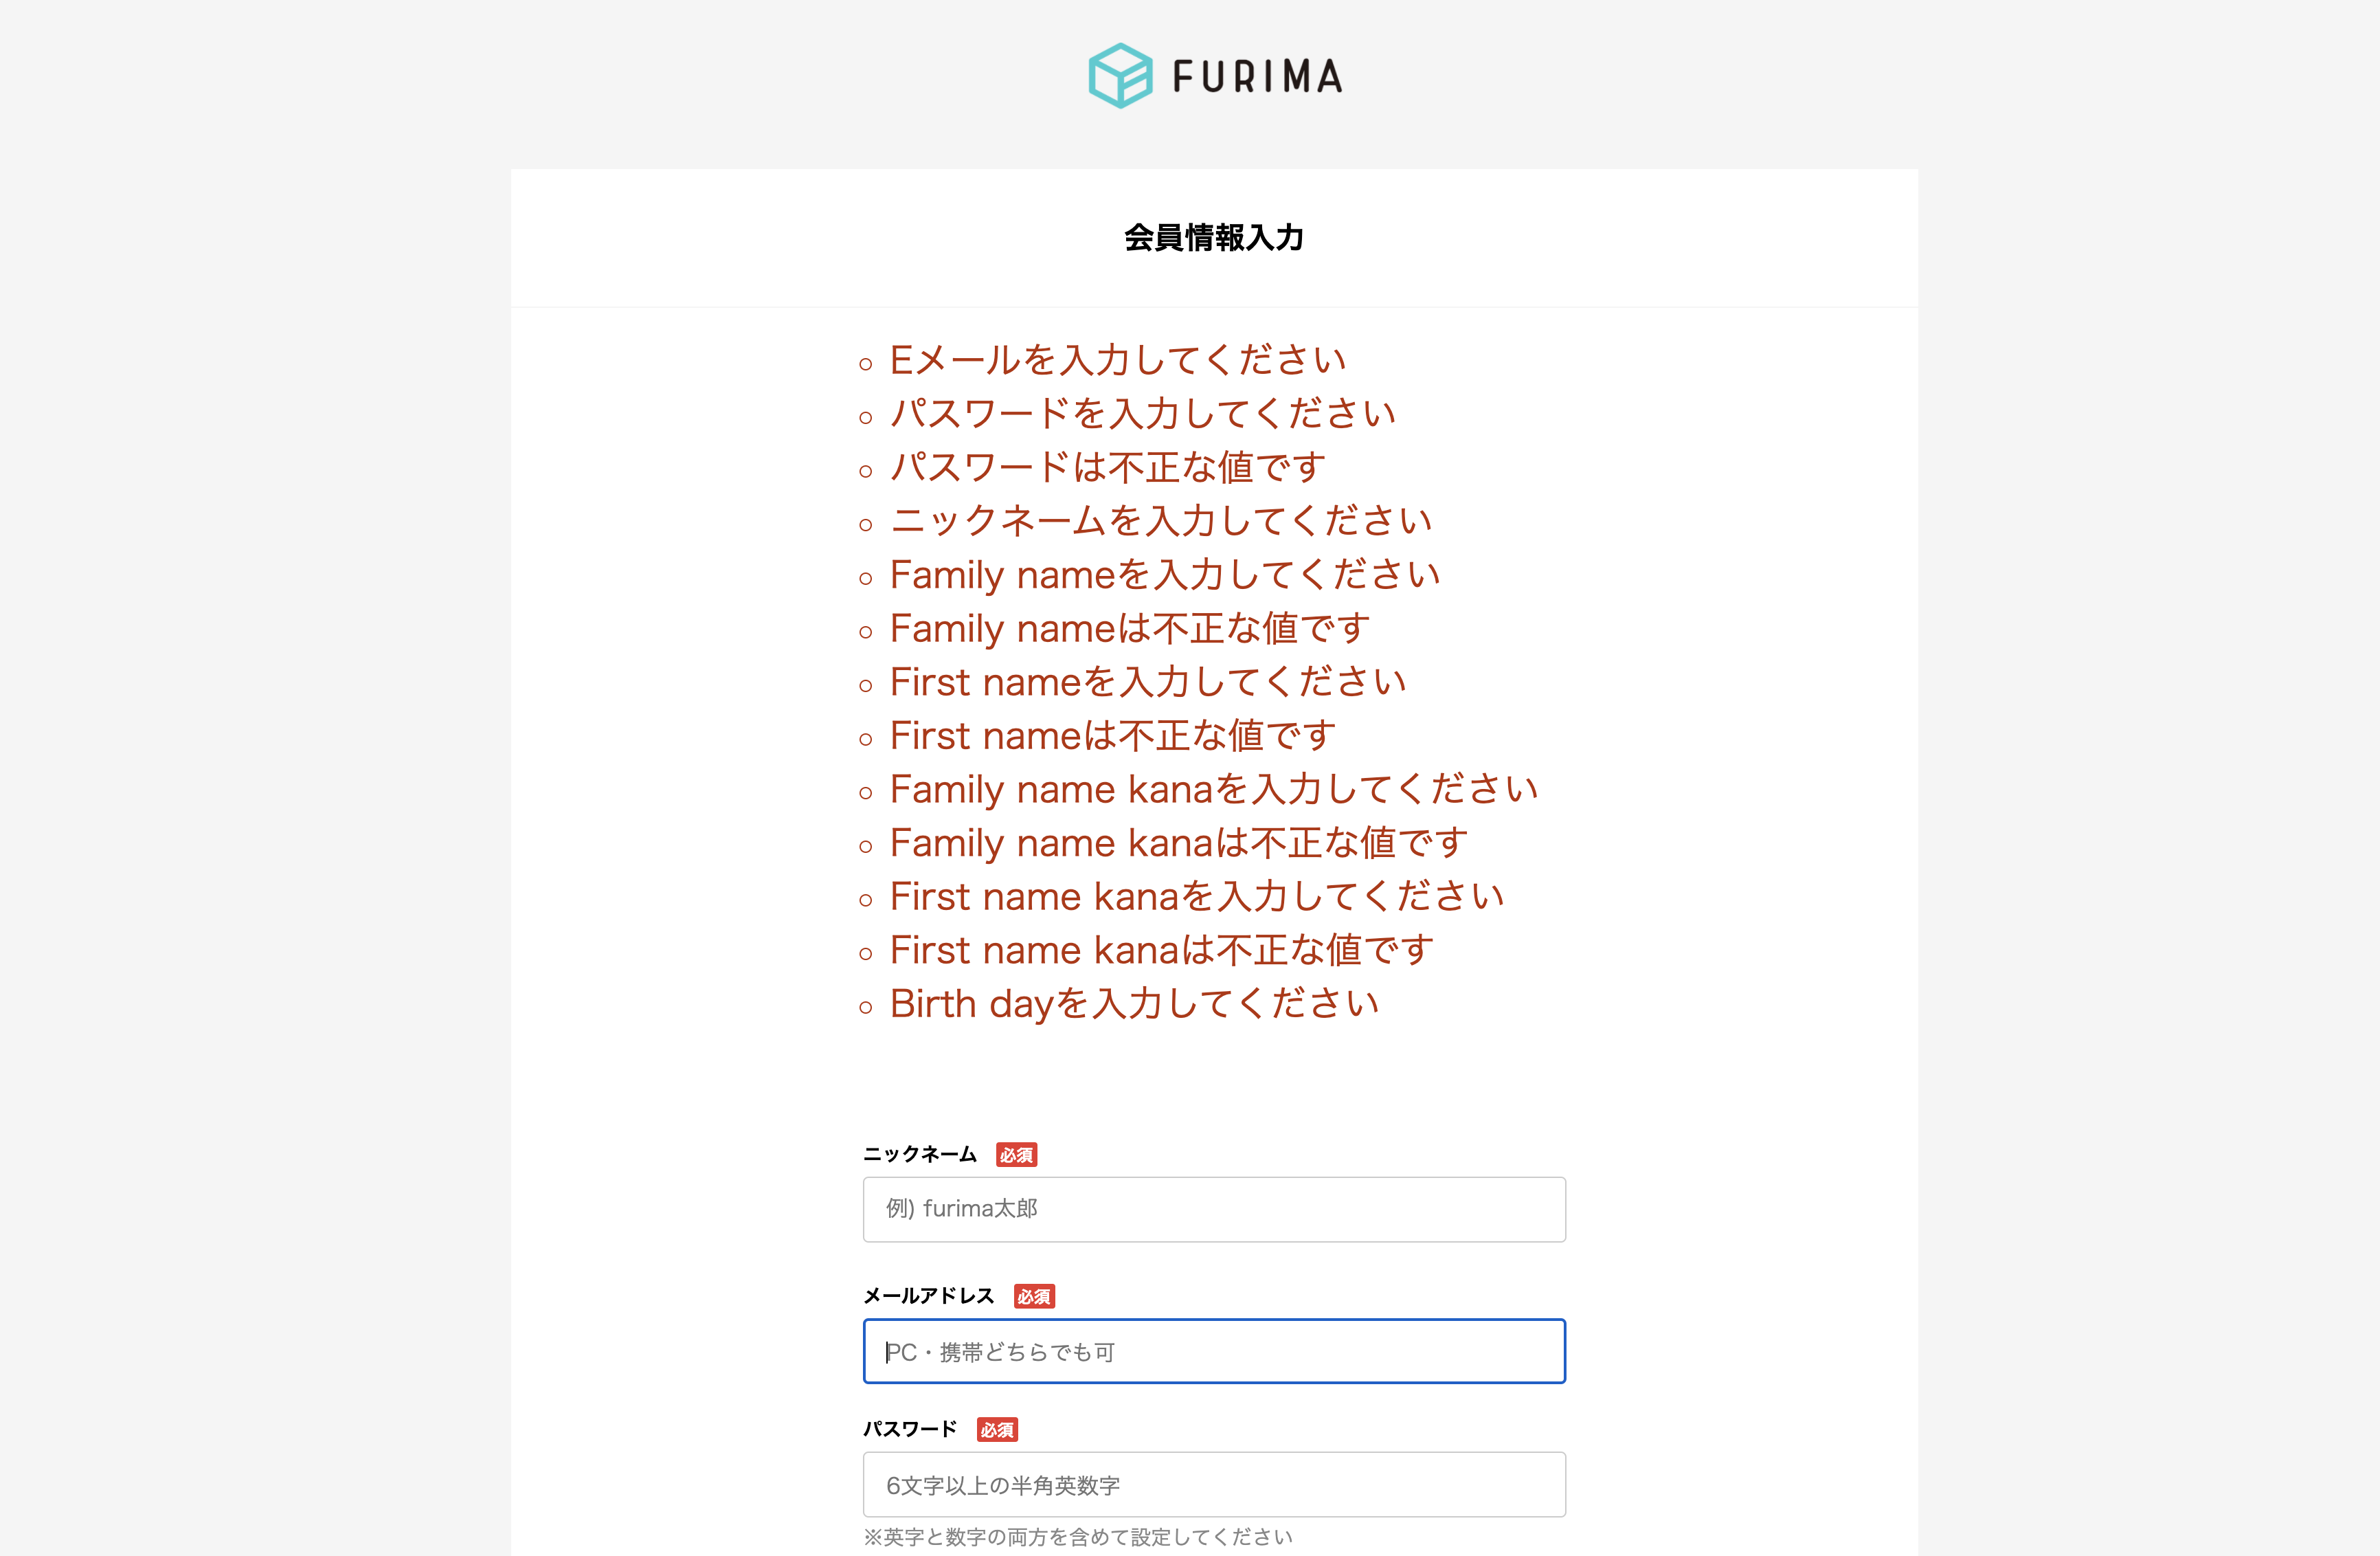 FURIMA
会員情報入力
Eメールを入力してください
パスワードを入力してください
パスワードは不正な値です
ニックネームを入力してください
Family nameを入力してください
Family nameは不正な値です
First nameを入力してください
First nameは不正な値です
Family name kanaを入力してください
Family name kanaは不正な値です
First name kanaを入力してください
First name kanaは不正な値です
Birth dayを入力してください
ニックネーム 必須
例) furima太郎
メールアドレス 必須
PC・携帯どちらでも可
パスワード 必須
6文字以上の半角英数字
※英字と数字の両方を含めて設定してください